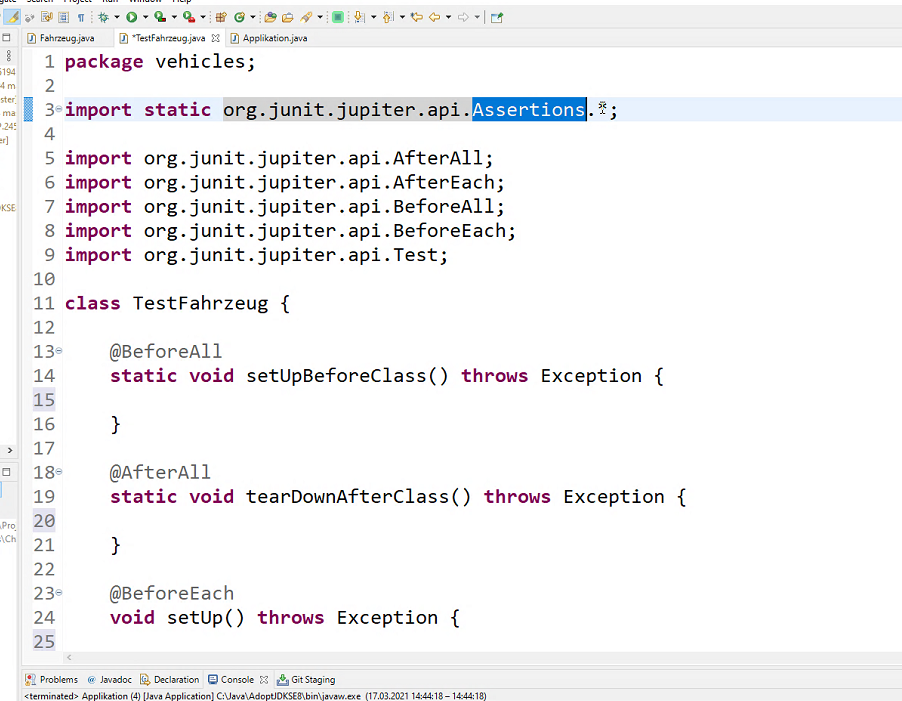 Search Project Run Window Help
Fahrzeug.java *TestFahrzeug.java Applikation.java
1 package vehicles;
2
3 import static org.junit.jupiter.api.Assertions.*;
4
5 import org.junit.jupiter.api.AfterAll;
6 import org.junit.jupiter.api.AfterEach;
7 import org.junit.jupiter.api.BeforeAll;
8 import org.junit.jupiter.api.BeforeEach;
9 import org.junit.jupiter.api.Test;
10
11 class TestFahrzeug {
12
13 @BeforeAll
14 static void setUpBeforeClass() throws Exception {
15
16 }
17
18 @AfterAll
19 static void tearDownAfterClass() throws Exception {
20
21 }
22
23 @BeforeEach
24 void setUp() throws Exception {
25
Problems Javadoc Declaration Console Git Staging
<terminated> Applikation (4) [Java Application] C:\Java\AdoptJDKSE8\bin\javaw.exe (17.03.2021 14:44:18 – 14:44:18)